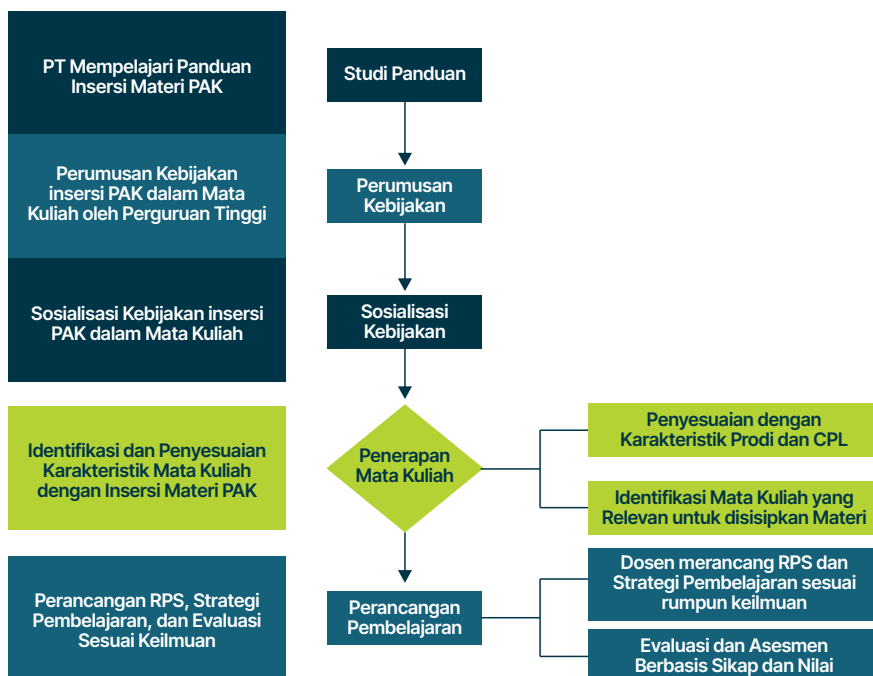 PT Mempelajari Panduan
Insersi Materi PAK
Studi Panduan
Perumusan Kebijakan
insersi PAK dalam Mata
Kuliah oleh Perguruan Tinggi
Perumusan
Kebijakan
Sosialisasi Kebijakan insersi
PAK dalam Mata Kuliah
Sosialisasi
Kebijakan
Identifikasi dan Penyesuaian
Karakteristik Mata Kuliah
dengan Insersi Materi PAK
Penerapan
Mata Kuliah
Penyesuaian dengan
Karakteristik Prodi dan CPL
Identifikasi Mata Kuliah yang
Relevan untuk disisipkan Materi
Perancangan RPS, Strategi
Pembelajaran, dan Evaluasi
Sesuai Keilmuan
Perancangan
Pembelajaran
Dosen merancang RPS dan
Strategi Pembelajaran sesuai
rumpun keilmuan
Evaluasi dan Asesmen
Berbasis Sikap dan Nilai